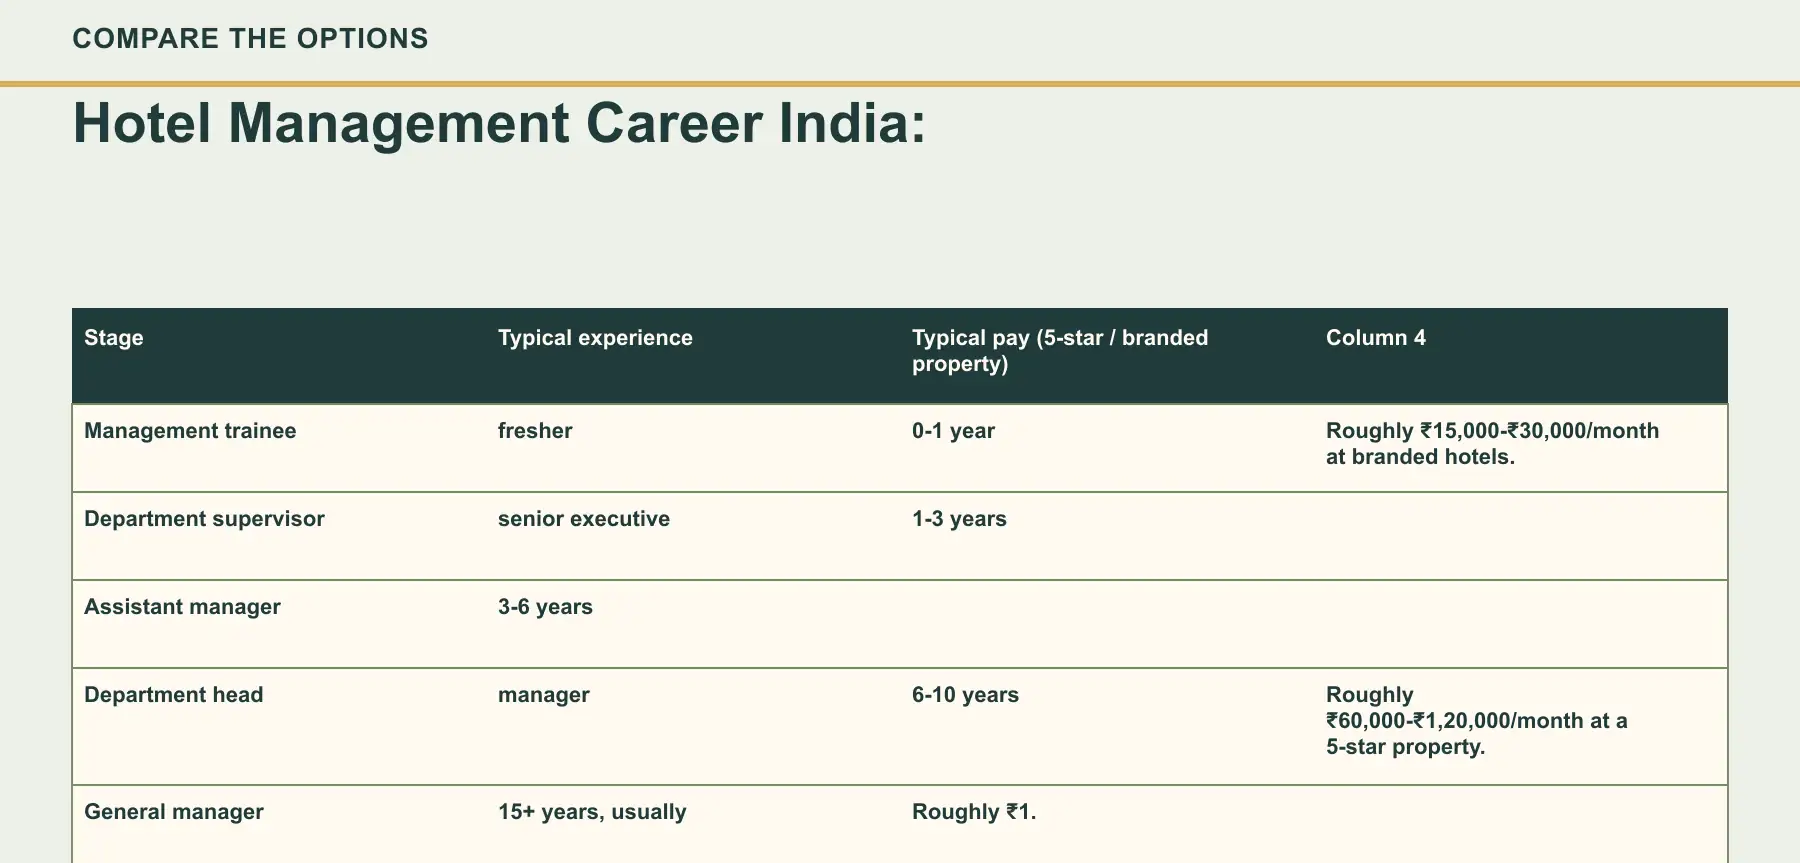 COMPARE THE OPTIONS
Hotel Management Career India:
Stage
Typical experience
Typical pay (5-star / branded
property)
Column 4
Management trainee
fresher
0-1 year
Roughly ₹15,000-₹30,000/month
at branded hotels.
Department supervisor
senior executive
1-3 years
Assistant manager
3-6 years
Department head
manager
6-10 years
Roughly
₹60,000-₹1,20,000/month at a
5-star property.
General manager
15+ years, usually
Roughly ₹1.